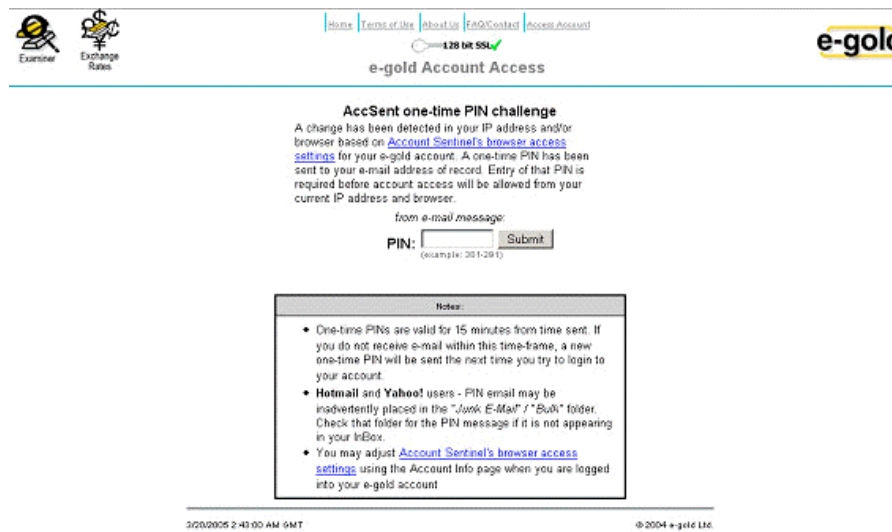 Home Terms of Use About Us FAQ/Contact Access Account
128 bit SSL
e-gold
Examiner
Exchange
Rates
e-gold Account Access
AccSent one-time PIN challenge
A change has been detected in your IP address and/or
browser based on Account Sentinel's browser access
settings for your e-gold account. A one-time PIN has been
sent to your e-mail address of record. Entry of that PIN is
required before account access will be allowed from your
current IP address and browser.
from e-mail message:
PIN: Submit
(example: 301-291)
Notes:
• One-time PINs are valid for 15 minutes from time sent. If
you do not receive e-mail within this time-frame, a new
one-time PIN will be sent the next time you try to login to
your account.
• Hotmail and Yahoo! users - PIN email may be
inadvertently placed in the "Junk E-Mail" / "Bulk" folder.
Check that folder for the PIN message if it is not appearing
in your InBox.
• You may adjust Account Sentinel's browser access
settings using the Account Info page when you are logged
into your e-gold account
3/20/2005 2:43:00 AM GMT
© 2004 e-gold Ltd.